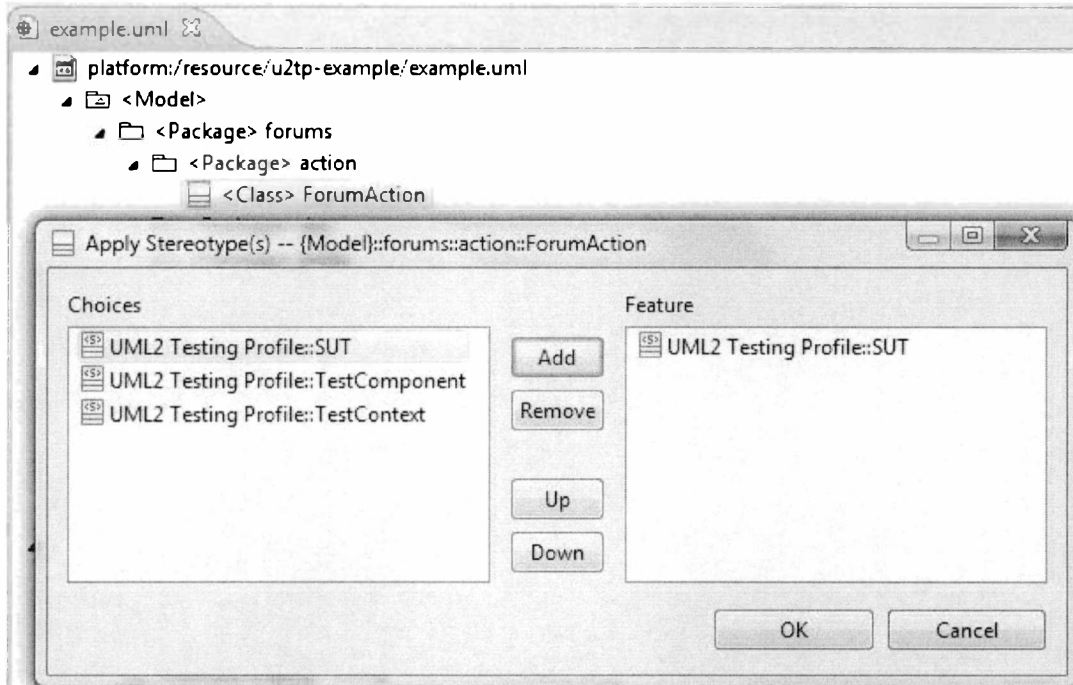 example.uml
platform:/resource/u2tp-example/example.uml
<Model>
<Package> forums
<Package> action
<Class> ForumAction
Apply Stereotype(s) -- {Model}::forums::action::ForumAction
Choices
Feature
UML2 Testing Profile::SUT
UML2 Testing Profile::TestComponent
UML2 Testing Profile::TestContext
Add
Remove
Up
Down
UML2 Testing Profile::SUT
OK
Cancel